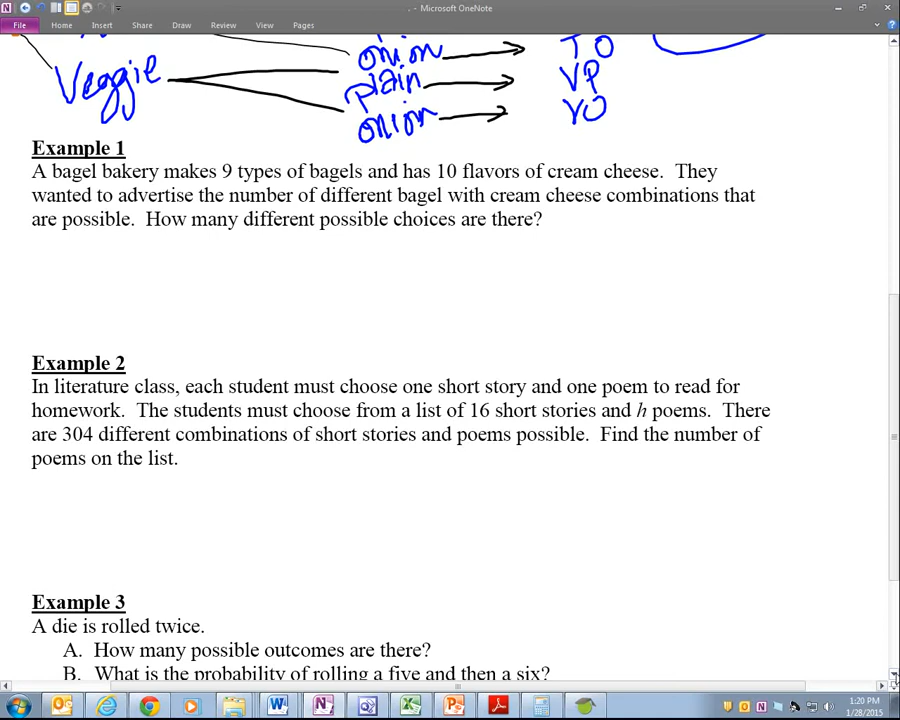 . - Microsoft OneNote
File Home Insert Share Draw Review Pages
onion T O
Veggie plain VP
onion VO
Example 1
A bagel bakery makes 9 types of bagels and has 10 flavors of cream cheese. They
wanted to advertise the number of different bagel with cream cheese combinations that
are possible. How many different possible choices are there?
Example 2
In literature class, each student must choose one short story and one poem to read for
homework. The students must choose from a list of 16 short stories and h poems. There
are 304 different combinations of short stories and poems possible. Find the number of
poems on the list.
Example 3
A die is rolled twice.
A. How many possible outcomes are there?
B. What is the probability of rolling a five and then a six?
1:20 PM
1/28/2015